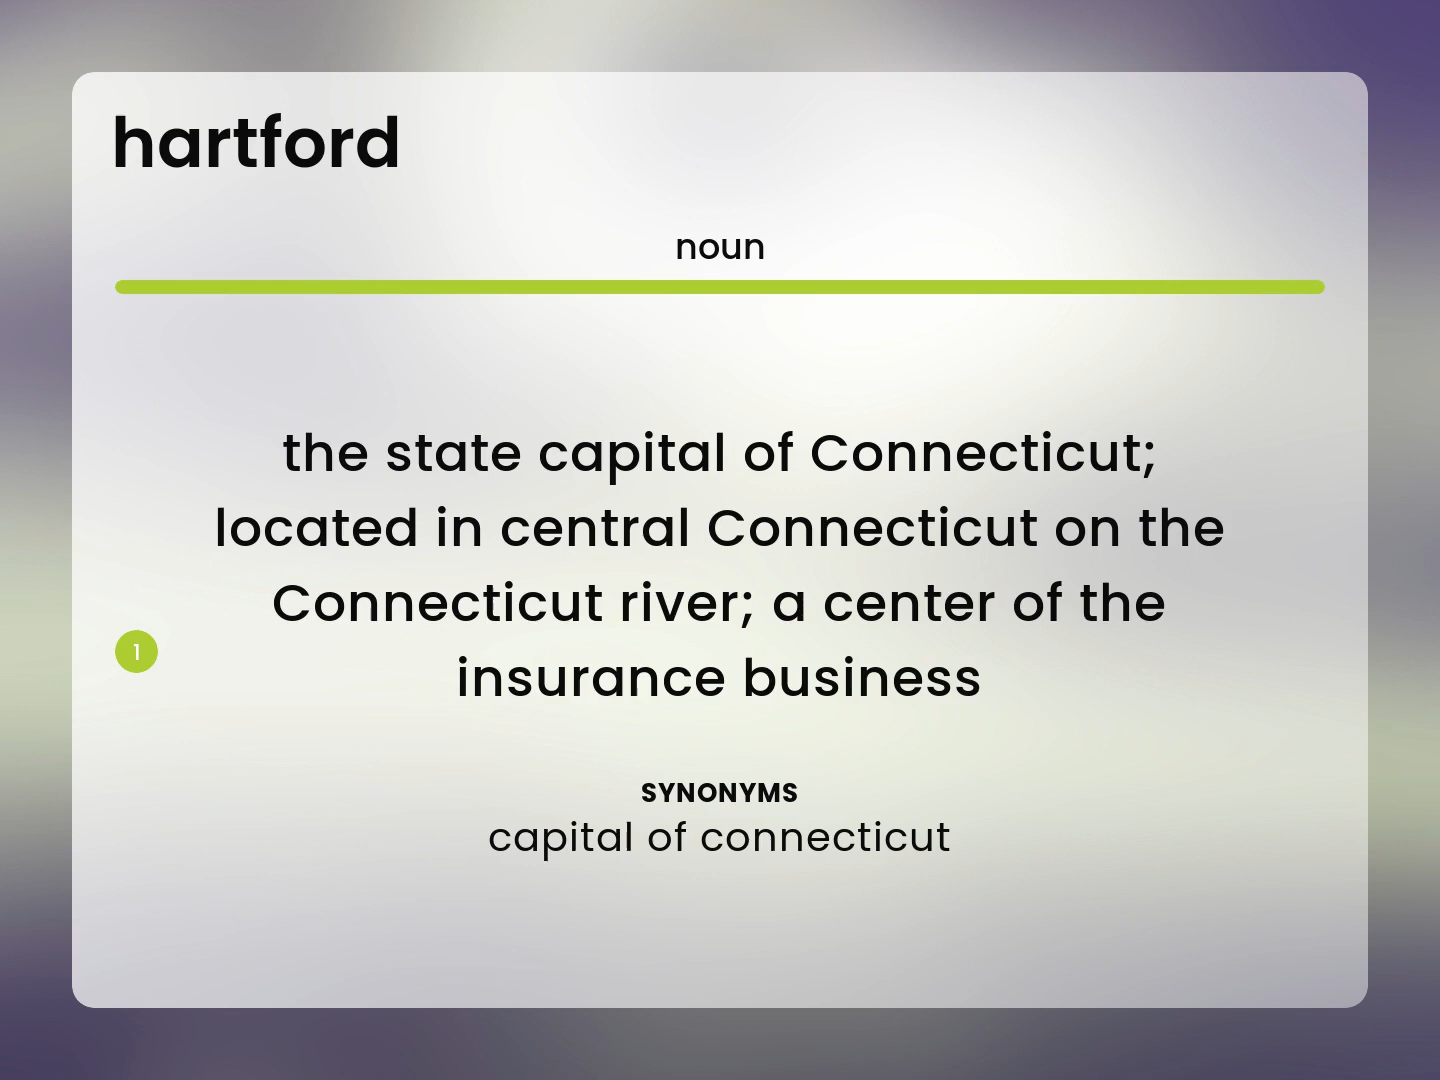 hartford
noun
the state capital of Connecticut;
located in central Connecticut on the
Connecticut river; a center of the
insurance business
1
SYNONYMS
capital of connecticut